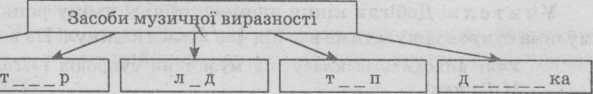 Засоби музичної виразності
т _ _ _ р
л _ д
т _ _ п
д _ _ _ _ _ ка